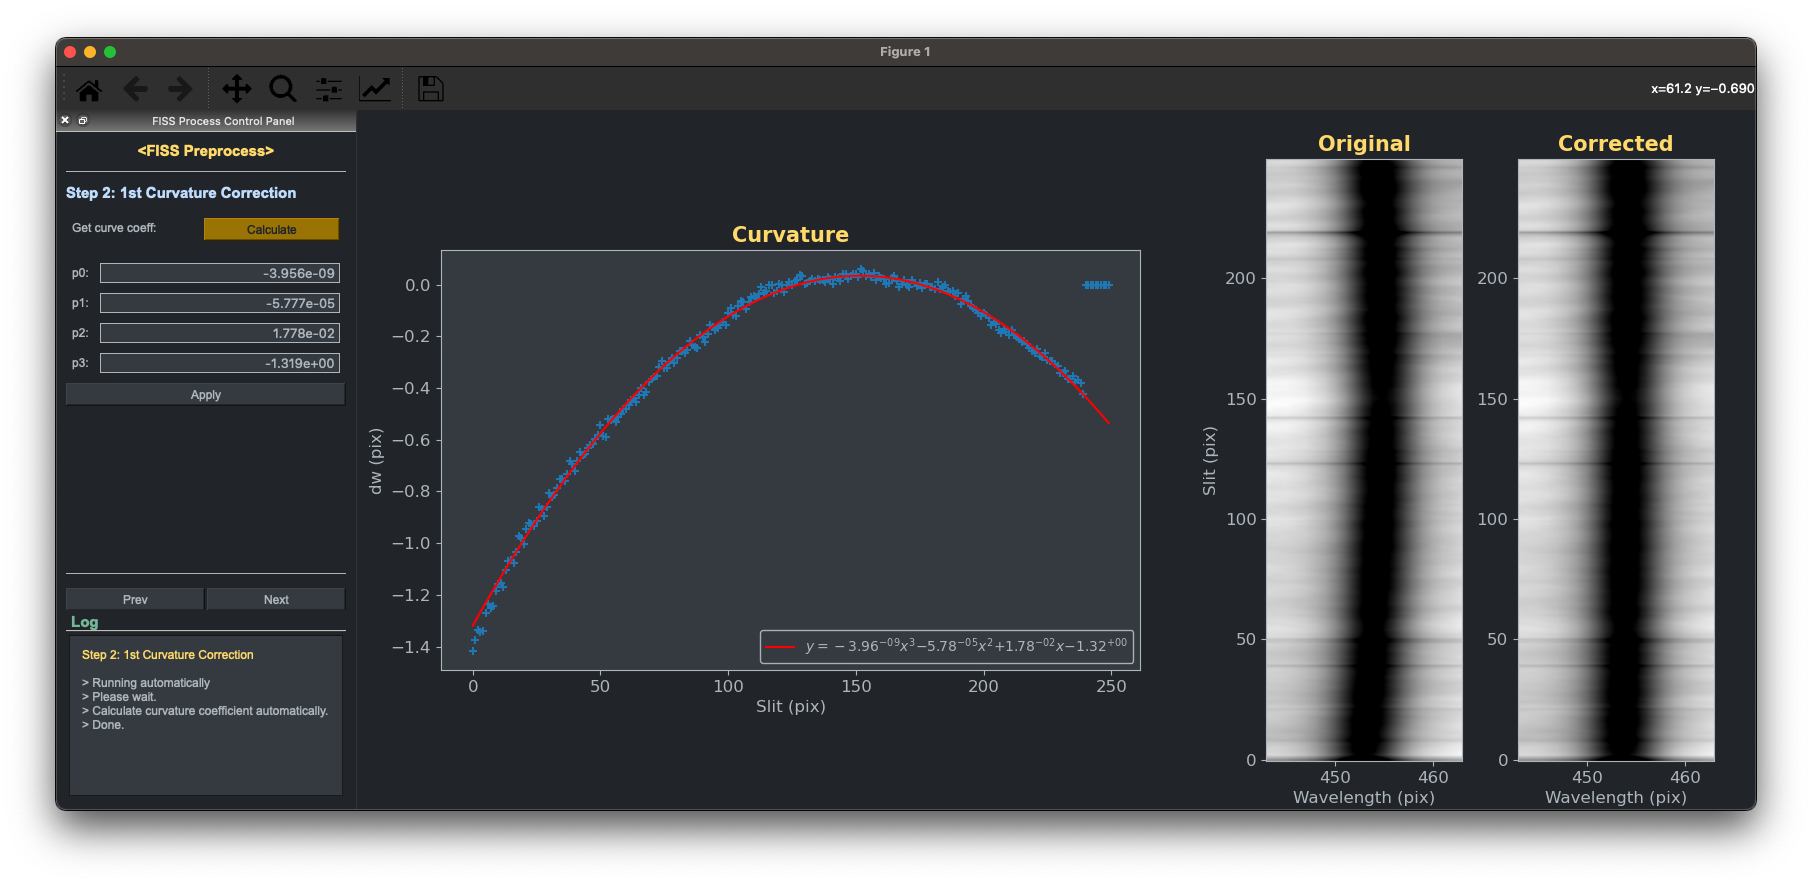 Figure 1
x=61.2 y=−0.690
FISS Process Control Panel
<FISS Preprocess>
Step 2: 1st Curvature Correction
Get curve coeff:
Calculate
p0:
-3.956e-09
p1:
-5.777e-05
p2:
1.778e-02
p3:
-1.319e+00
Apply
Prev
Next
Log
Step 2: 1st Curvature Correction
> Running automatically
> Please wait.
> Calculate curvature coefficient automatically.
> Done.
Curvature
0.0
−0.2
−0.4
−0.6
−0.8
−1.0
−1.2
−1.4
dw (pix)
0
50
100
150
200
250
Slit (pix)
y = −3.96⁻⁰⁹x³−5.78⁻⁰⁵x²+1.78⁻⁰²x−1.32⁺⁰⁰
Original
200
150
100
50
0
Slit (pix)
450
460
Wavelength (pix)
Corrected
200
150
100
50
0
450
460
Wavelength (pix)